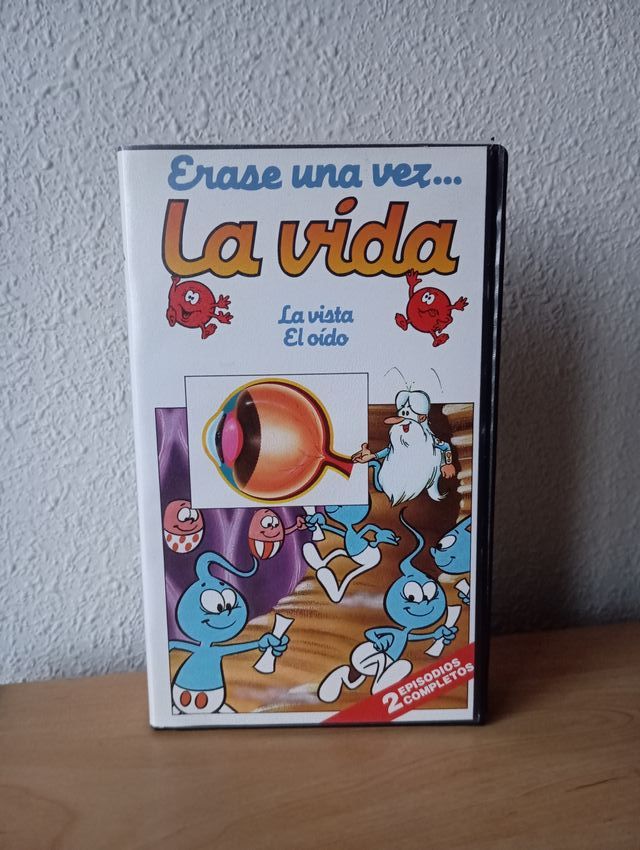 Erase una vez...
La vida
La vista
El oído
2 EPISODIOS
COMPLETOS